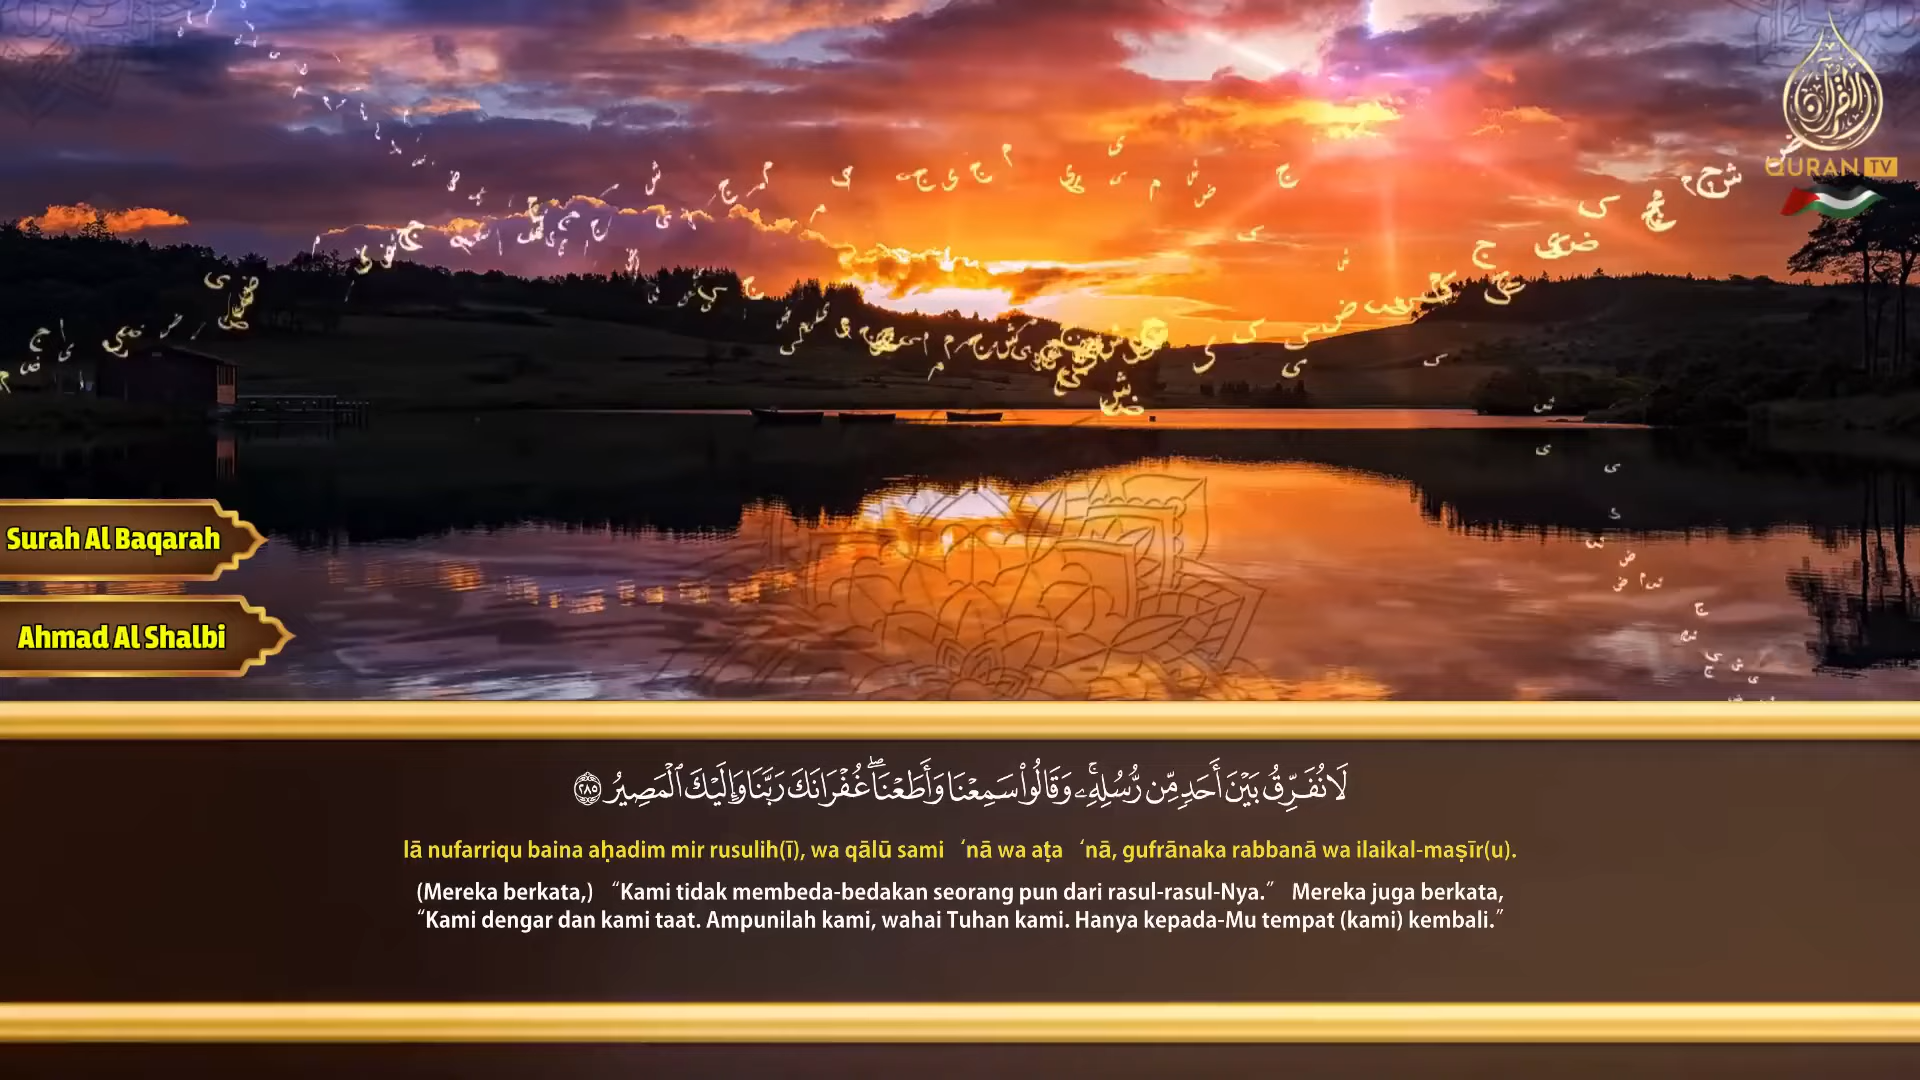 القرآن
QURAN TV
Surah Al Baqarah
Ahmad Al Shalbi
لَا نُفَرِّقُ بَيْنَ أَحَدٍ مِّن رُّسُلِهِۦۚ وَقَالُوا۟ سَمِعْنَا وَأَطَعْنَاۖ غُفْرَانَكَ رَبَّنَا وَإِلَيْكَ ٱلْمَصِيرُ ٢٨٥
lā nufarriqu baina aḥadim mir rusulih(ī), wa qālū sami ‘nā wa aṭa ‘nā, gufrānaka rabbanā wa ilaikal-maṣīr(u).
(Mereka berkata,) “Kami tidak membeda-bedakan seorang pun dari rasul-rasul-Nya.” Mereka juga berkata,
“Kami dengar dan kami taat. Ampunilah kami, wahai Tuhan kami. Hanya kepada-Mu tempat (kami) kembali.”